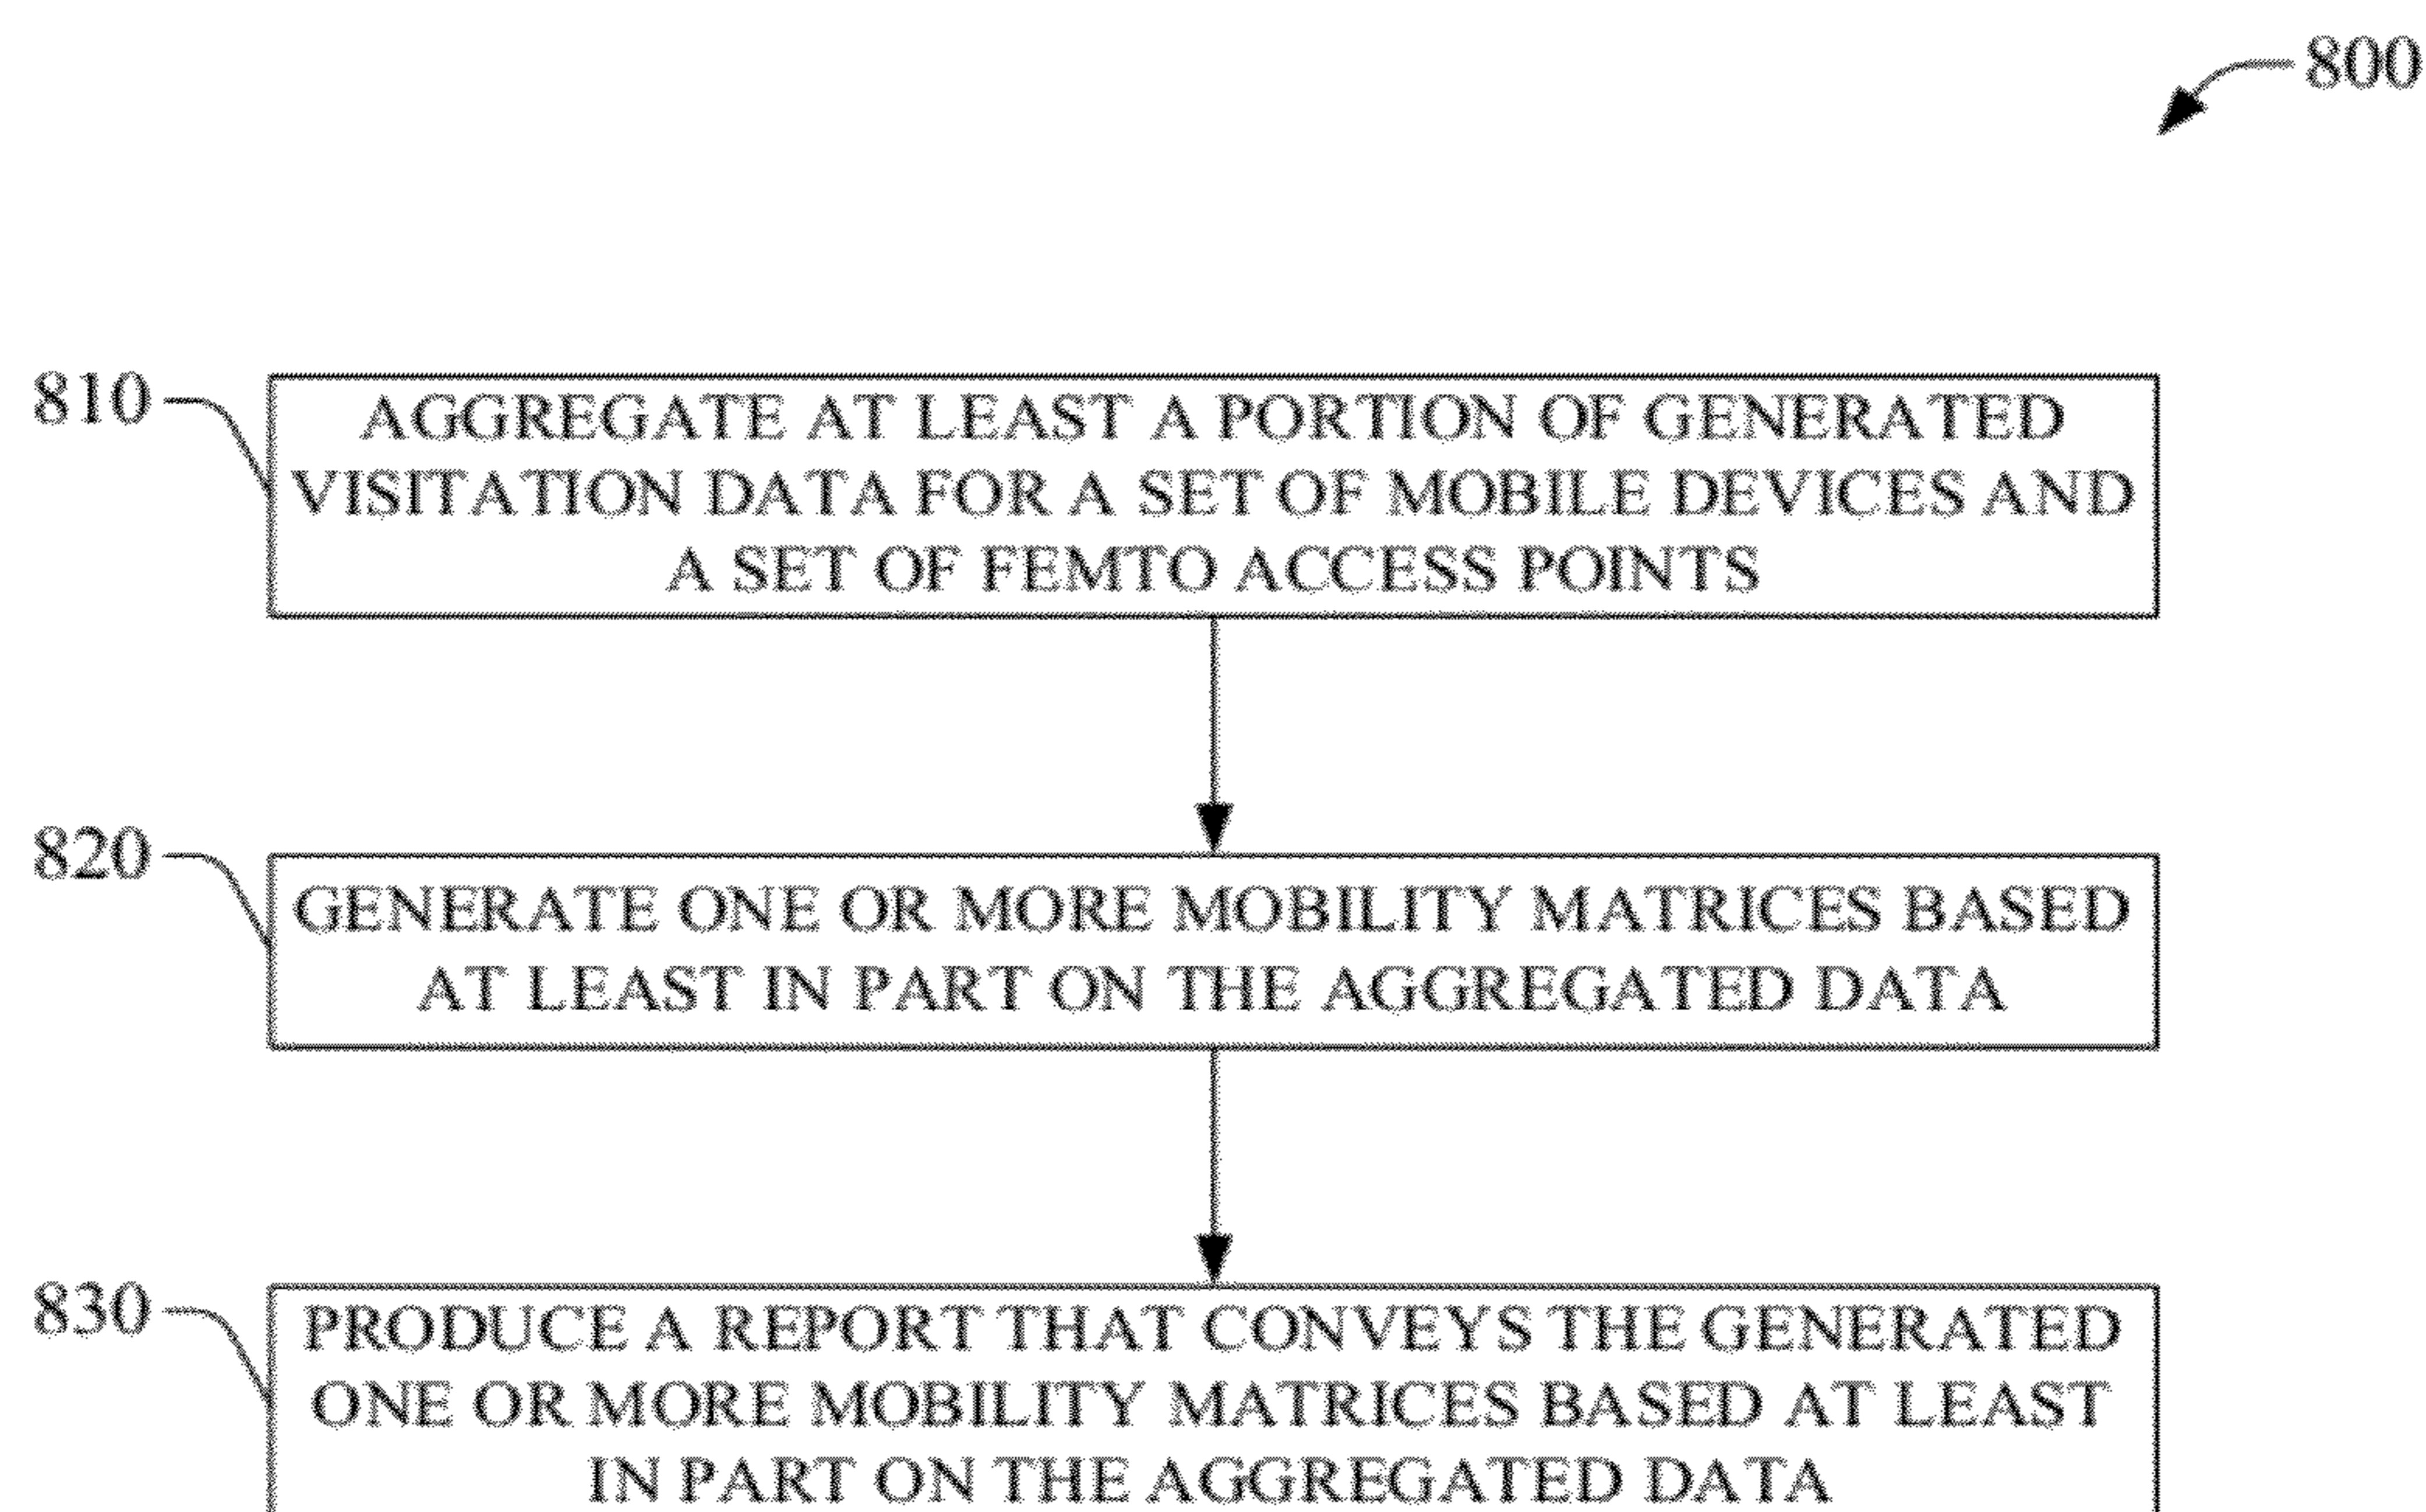 800
810
AGGREGATE AT LEAST A PORTION OF GENERATED
VISITATION DATA FOR A SET OF MOBILE DEVICES AND
A SET OF FEMTO ACCESS POINTS
820
GENERATE ONE OR MORE MOBILITY MATRICES BASED
AT LEAST IN PART ON THE AGGREGATED DATA
830
PRODUCE A REPORT THAT CONVEYS THE GENERATED
ONE OR MORE MOBILITY MATRICES BASED AT LEAST
IN PART ON THE AGGREGATED DATA